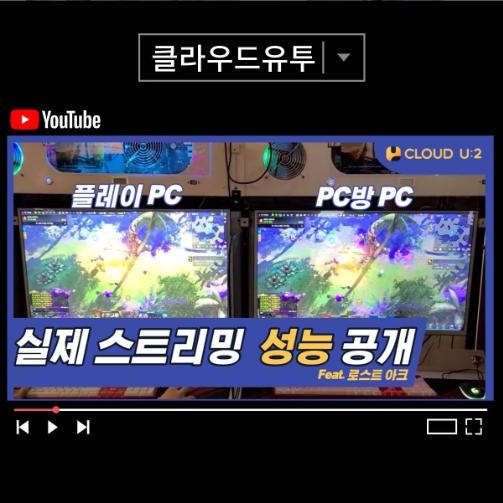 클라우드유투
YouTube
CLOUD U:2
플레이 PC
PC방 PC
실제 스트리밍 성능 공개
Feat. 로스트 아크